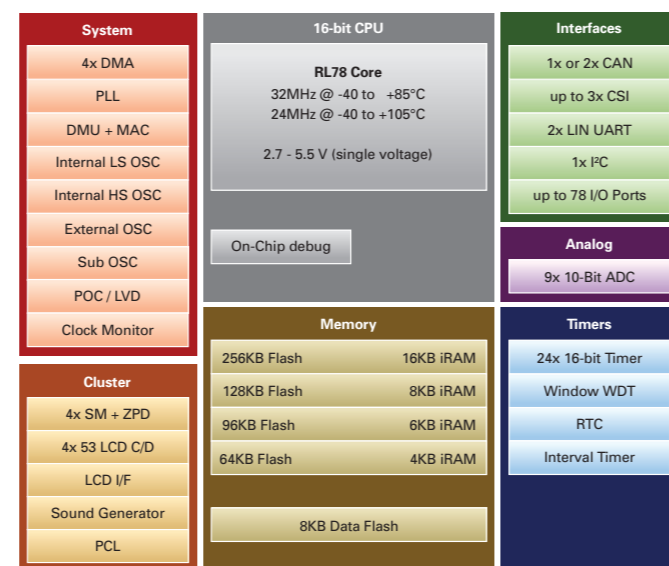 System
4x DMA
PLL
DMU + MAC
Internal LS OSC
Internal HS OSC
External OSC
Sub OSC
POC / LVD
Clock Monitor
Cluster
4x SM + ZPD
4x 53 LCD C/D
LCD I/F
Sound Generator
PCL
16-bit CPU
RL78 Core
32MHz @ -40 to +85°C
24MHz @ -40 to +105°C
2.7 - 5.5 V (single voltage)
On-Chip debug
Memory
256KB Flash 16KB iRAM
128KB Flash 8KB iRAM
96KB Flash 6KB iRAM
64KB Flash 4KB iRAM
8KB Data Flash
Interfaces
1x or 2x CAN
up to 3x CSI
2x LIN UART
1x I²C
up to 78 I/O Ports
Analog
9x 10-Bit ADC
Timers
24x 16-bit Timer
Window WDT
RTC
Interval Timer